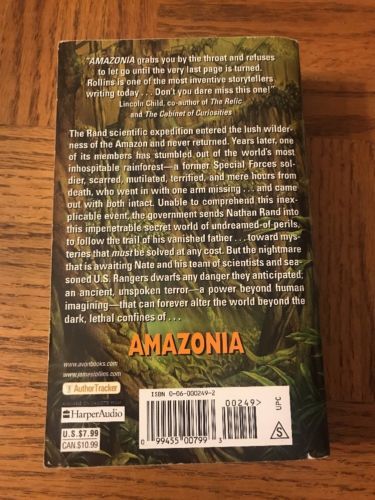 "AMAZONIA grabs you by the throat and refuses
to let go until the very last page is turned.
Rollins is one of the most inventive storytellers
writing today . . . Don't you dare miss this one!"
Lincoln Child, co-author of The Relic
and The Cabinet of Curiosities
The Rand scientific expedition entered the lush wilder-
ness of the Amazon and never returned. Years later, one
of its members has stumbled out of the world's most
inhospitable rainforest—a former Special Forces sol-
dier, scarred, mutilated, terrified, and mere hours from
death, who went in with one arm missing . . . and came
out with both intact. Unable to comprehend this inex-
plicable event, the government sends Nathan Rand into
this impenetrable secret world of undreamed-of perils,
to follow the trail of his vanished father . . . toward mys-
teries that must be solved at any cost. But the nightmare
that is awaiting Nate and his team of scientists and sea-
soned U.S. Rangers dwarfs any danger they anticipated:
an ancient, unspoken terror—a power beyond human
imagining—that can forever alter the world beyond the
dark, lethal confines of . . .
AMAZONIA
www.avonbooks.com
www.jamesrollins.com
AuthorTracker
HarperAudio
U.S. $7.99
CAN. $10.99
ISBN 0-06-000249-2
00249>
UPC
0 99455 00799 3
S